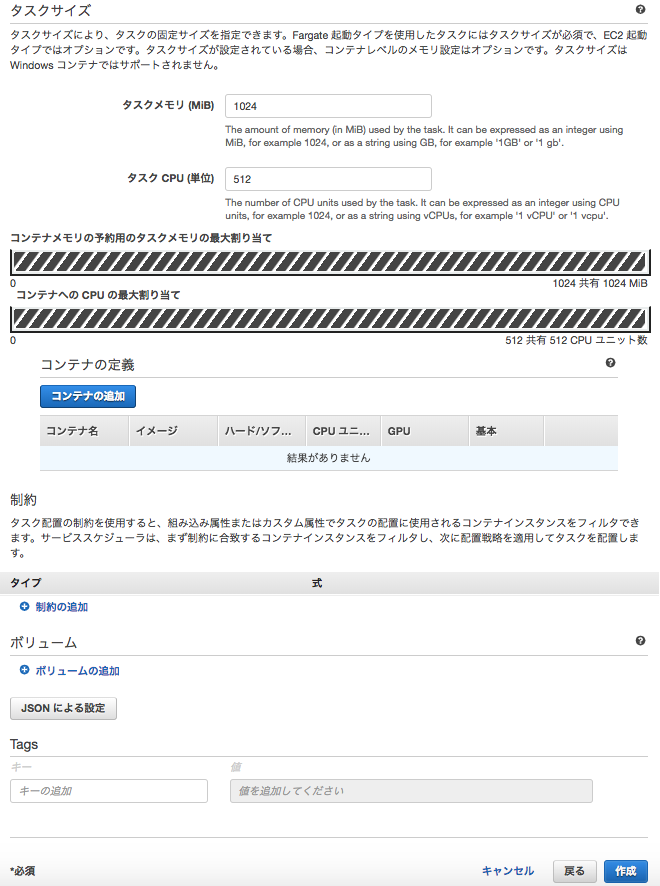 タスクサイズ
タスクサイズにより、タスクの固定サイズを指定できます。Fargate 起動タイプを使用したタスクにはタスクサイズが必須で、EC2 起動
タイプではオプションです。タスクサイズが設定されている場合、コンテナレベルのメモリ設定はオプションです。タスクサイズは
Windows コンテナではサポートされません。
タスクメモリ (MiB)
1024
The amount of memory (in MiB) used by the task. It can be expressed as an integer using
MiB, for example 1024, or as a string using GB, for example '1GB' or '1 gb'.
タスク CPU (単位)
512
The number of CPU units used by the task. It can be expressed as an integer using CPU
units, for example 1024, or as a string using vCPUs, for example '1 vCPU' or '1 vcpu'.
コンテナメモリの予約用のタスクメモリの最大割り当て
0 1024 共有 1024 MiB
コンテナへの CPU の最大割り当て
0 512 共有 512 CPU ユニット数
コンテナの定義
コンテナの追加
コンテナ名 イメージ ハード/ソフ... CPU ユニ... GPU 基本
結果がありません
制約
タスク配置の制約を使用すると、組み込み属性またはカスタム属性でタスクの配置に使用されるコンテナインスタンスをフィルタでき
ます。サービススケジューラは、まず制約に合致するコンテナインスタンスをフィルタし、次に配置戦略を適用してタスクを配置しま
す。
タイプ 式
制約の追加
ボリューム
ボリュームの追加
JSON による設定
Tags
キー 値
キーの追加 値を追加してください
*必須 キャンセル 戻る 作成